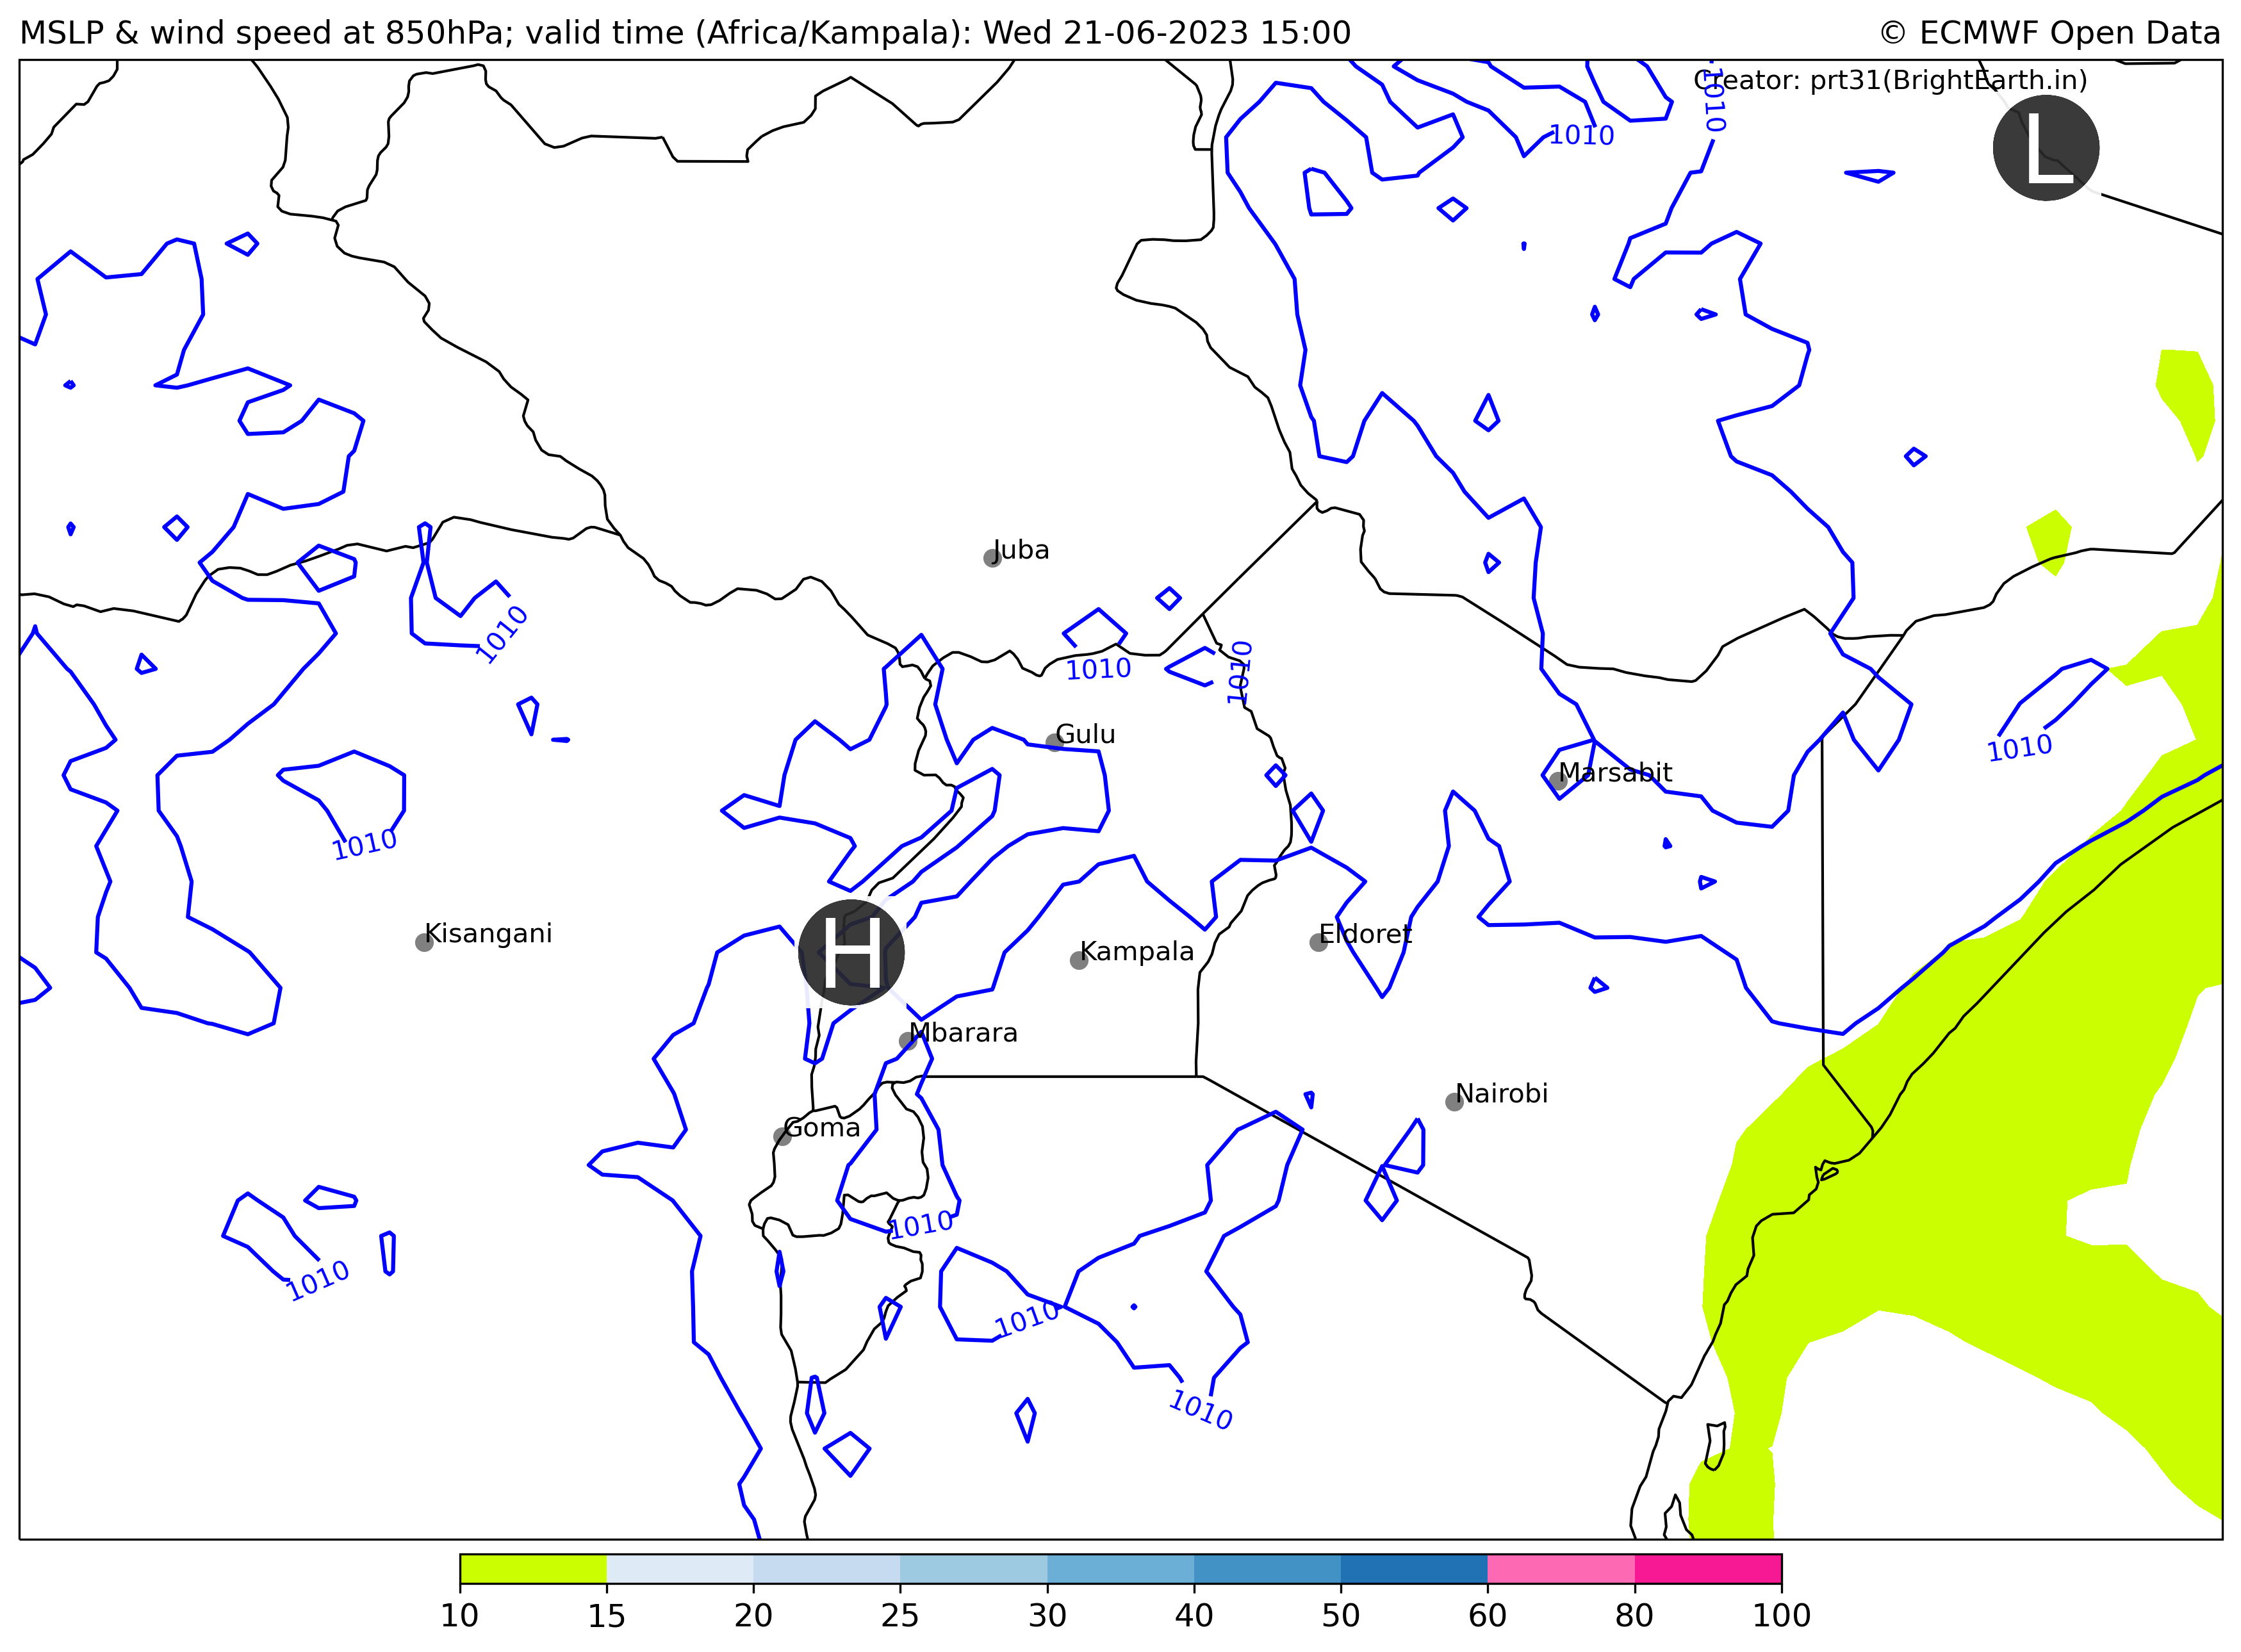 MSLP & wind speed at 850hPa; valid time (Africa/Kampala): Wed 21-06-2023 15:00
© ECMWF Open Data
Creator: prt31(BrightEarth.in)
1010
1010
L
Juba
1010
1010
1010
Gulu
1010
Marsabit
1010
Kisangani
H
Kampala
Eldoret
Mbarara
Nairobi
Goma
1010
1010
1010
1010
10 15 20 25 30 40 50 60 80 100